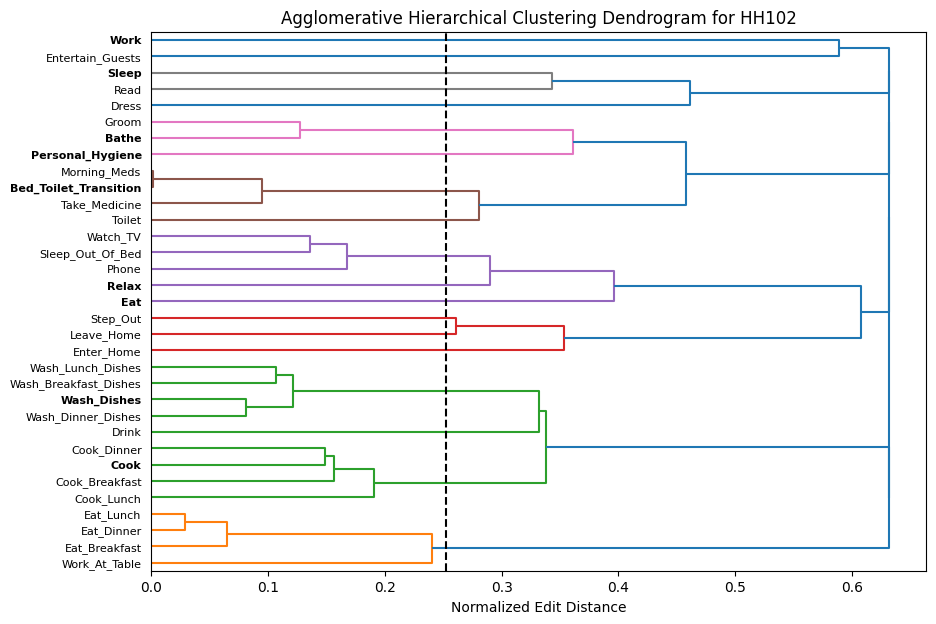 Agglomerative Hierarchical Clustering Dendrogram for HH102
Work
Entertain_Guests
Sleep
Read
Dress
Groom
Bathe
Personal_Hygiene
Morning_Meds
Bed_Toilet_Transition
Take_Medicine
Toilet
Watch_TV
Sleep_Out_Of_Bed
Phone
Relax
Eat
Step_Out
Leave_Home
Enter_Home
Wash_Lunch_Dishes
Wash_Breakfast_Dishes
Wash_Dishes
Wash_Dinner_Dishes
Drink
Cook_Dinner
Cook
Cook_Breakfast
Cook_Lunch
Eat_Lunch
Eat_Dinner
Eat_Breakfast
Work_At_Table
0.0 0.1 0.2 0.3 0.4 0.5 0.6
Normalized Edit Distance